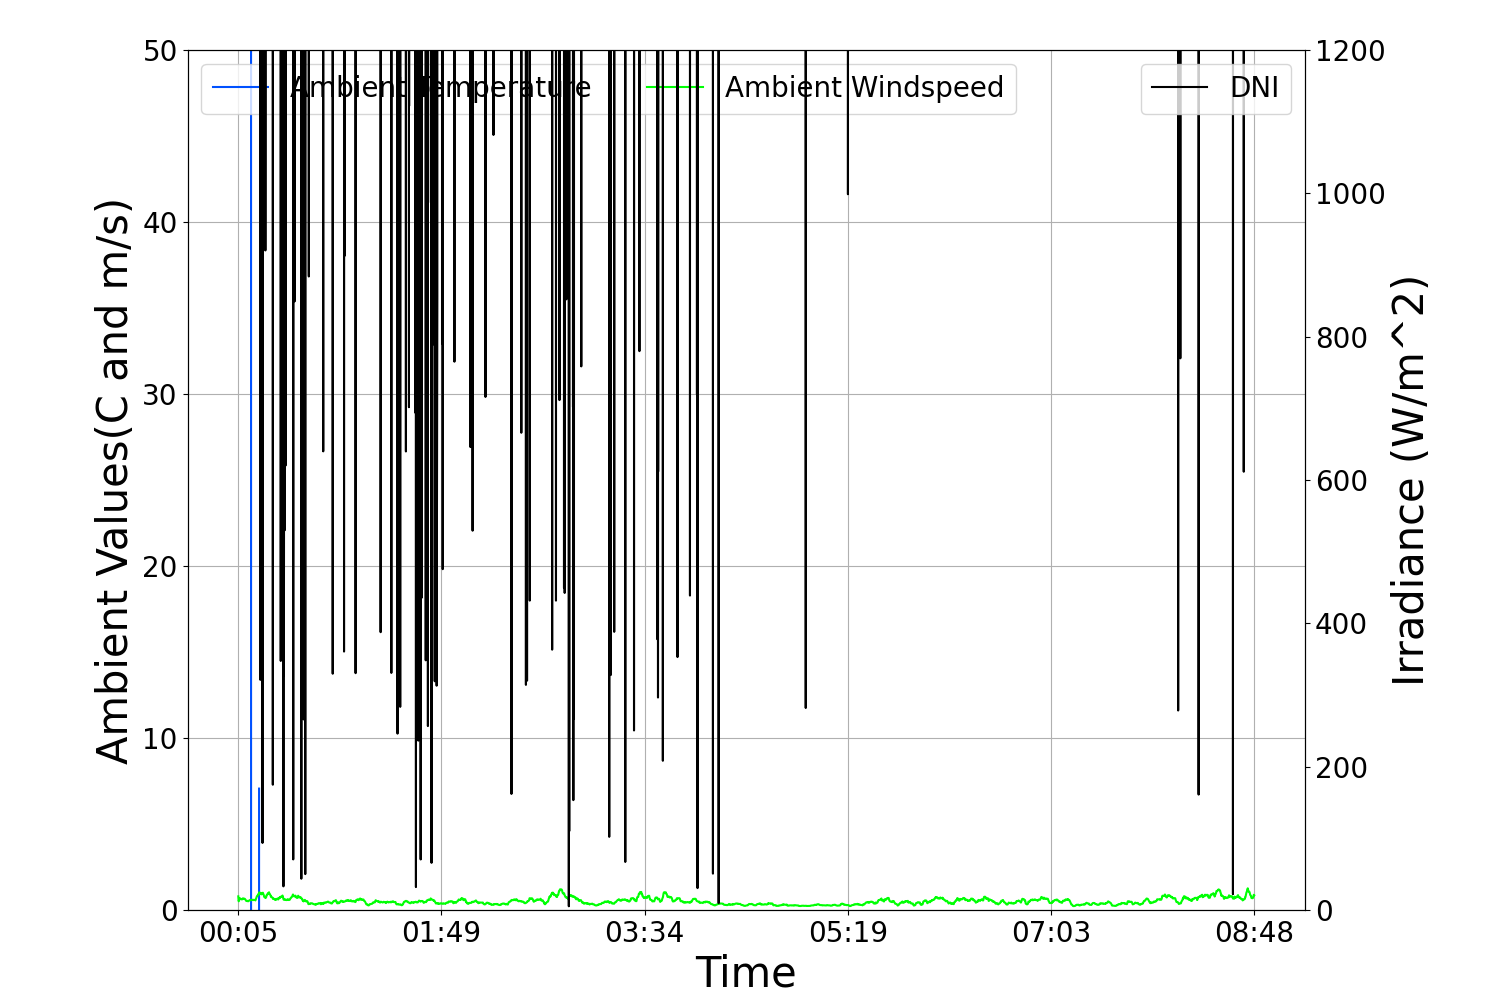 50
40
30
20
10
0
Ambient Values(C and m/s)
Ambient Temperature
Ambient Windspeed
DNI
1200
1000
800
600
400
200
0
Irradiance (W/m^2)
00:05 01:49 03:34 05:19 07:03 08:48
Time